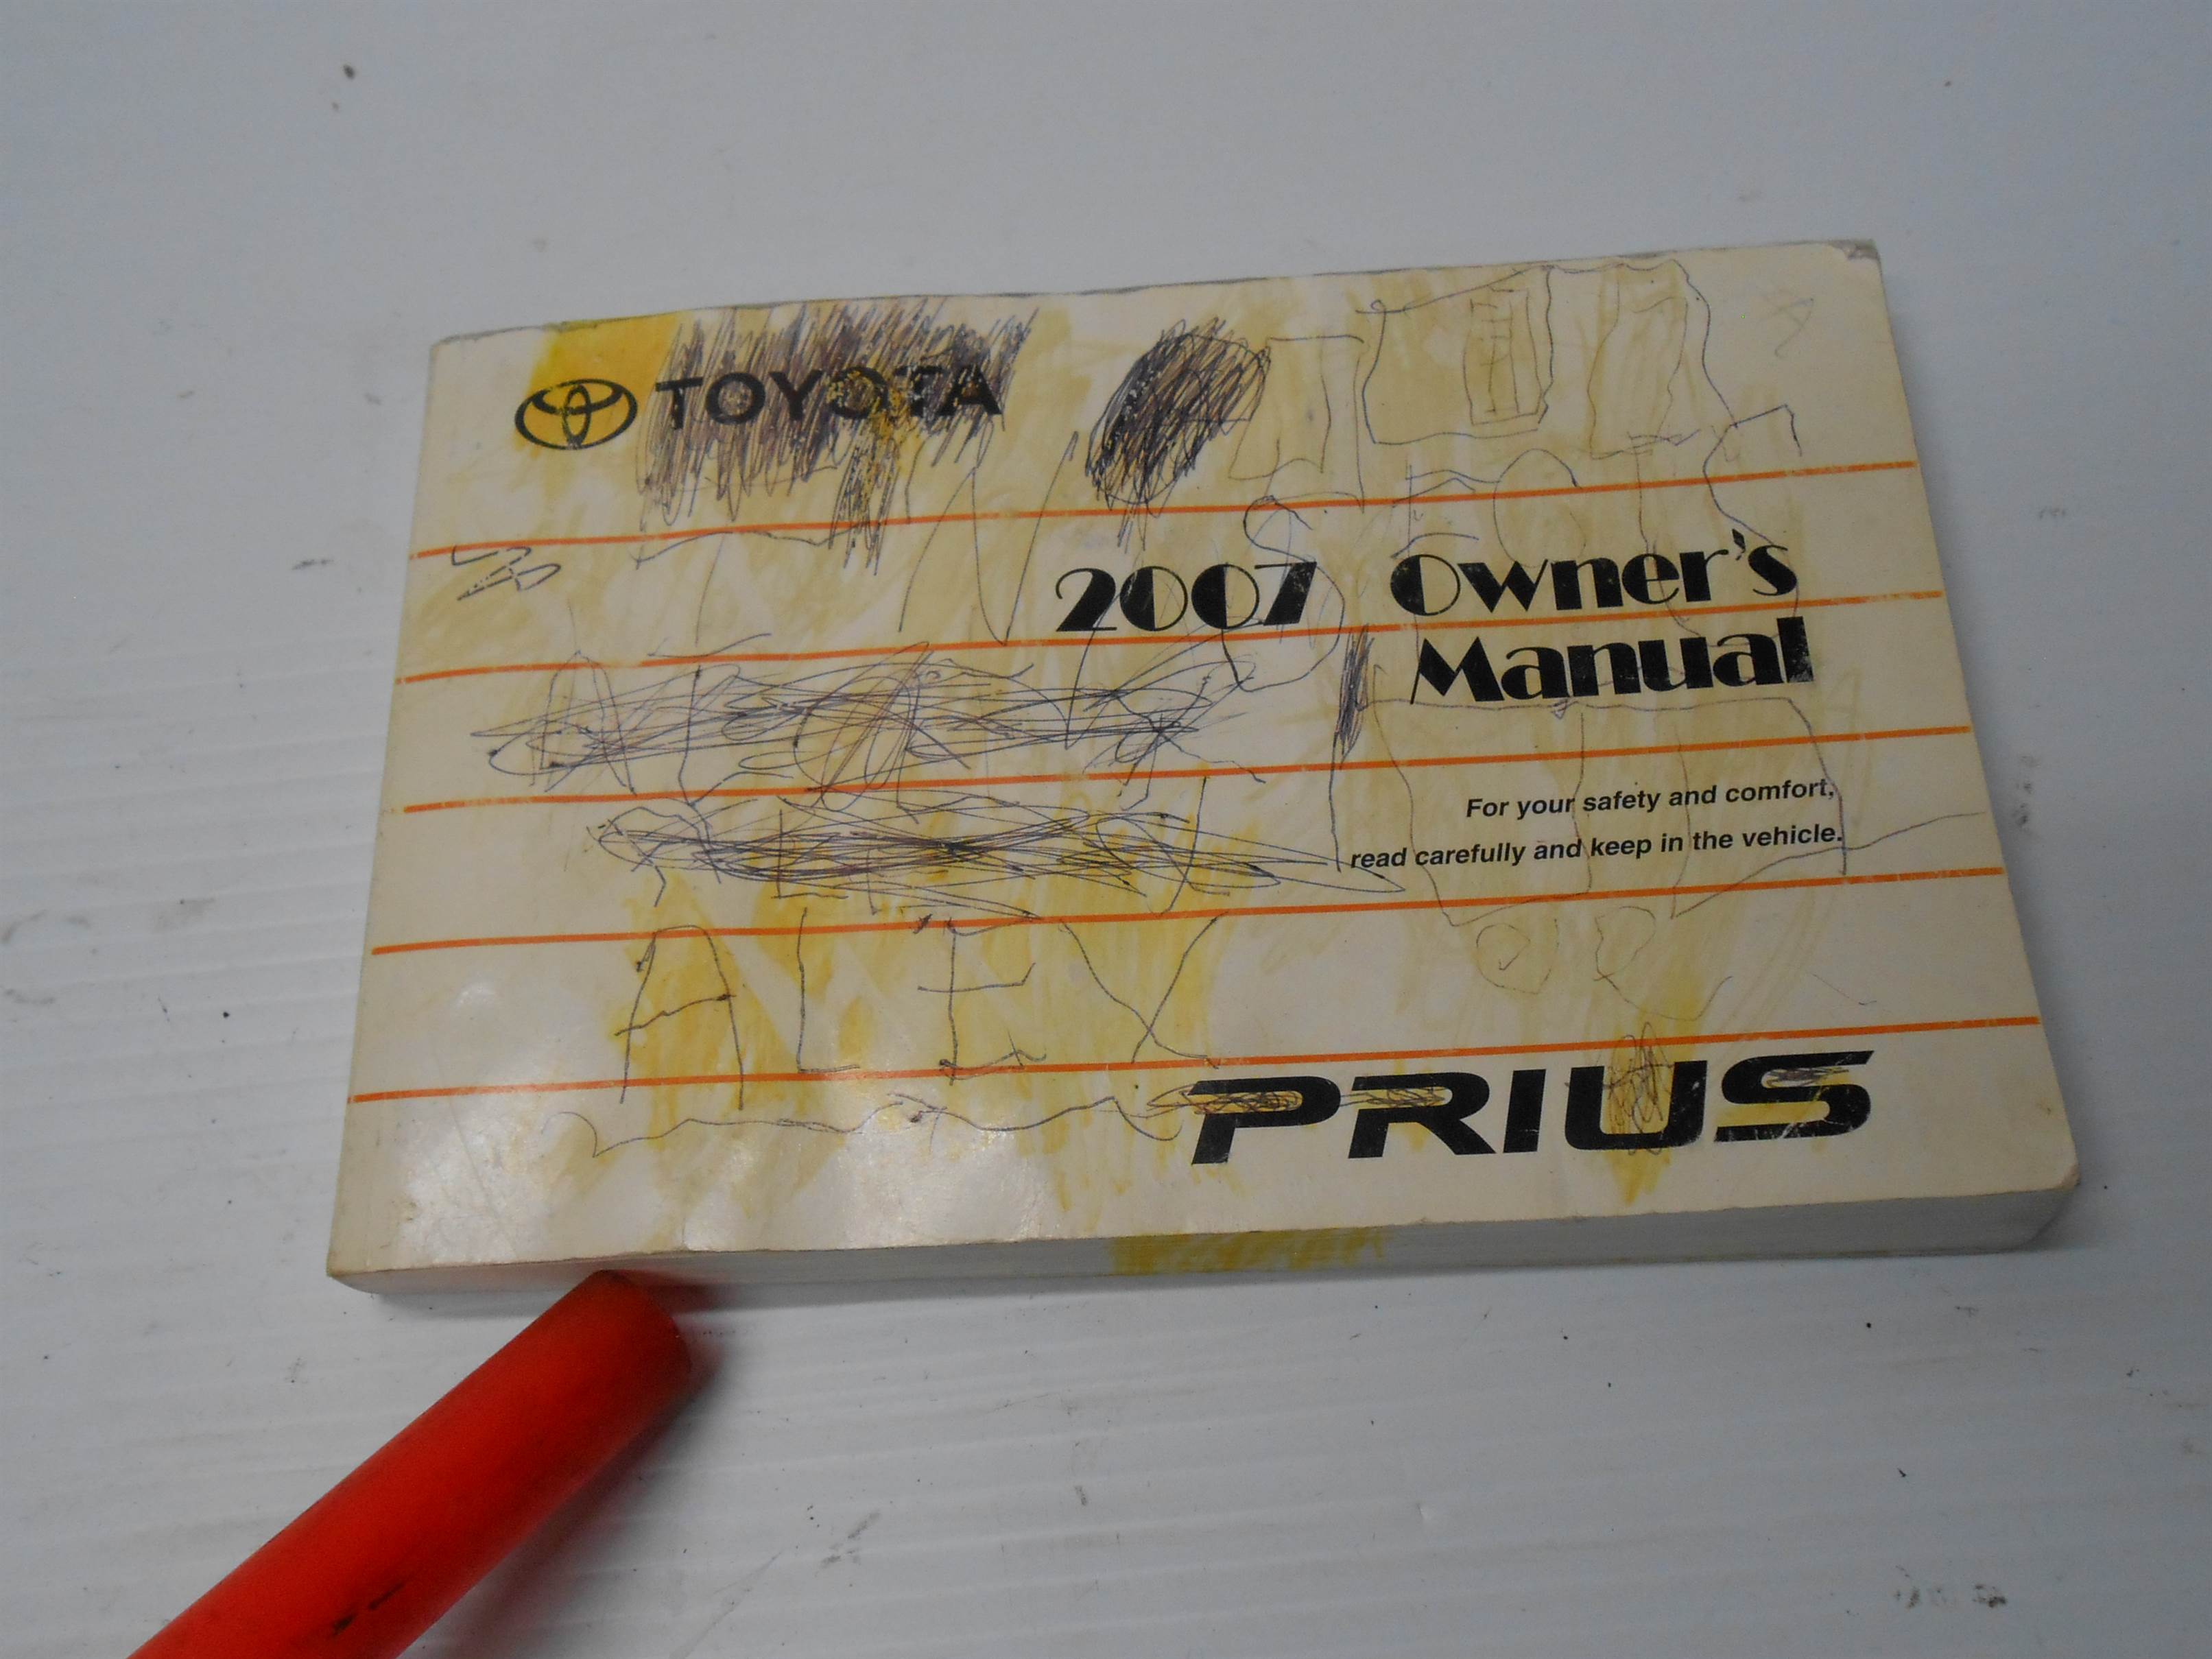 TOYOTA
2007 Owner's
Manual
For your safety and comfort,
read carefully and keep in the vehicle.
ALEX
PRIUS